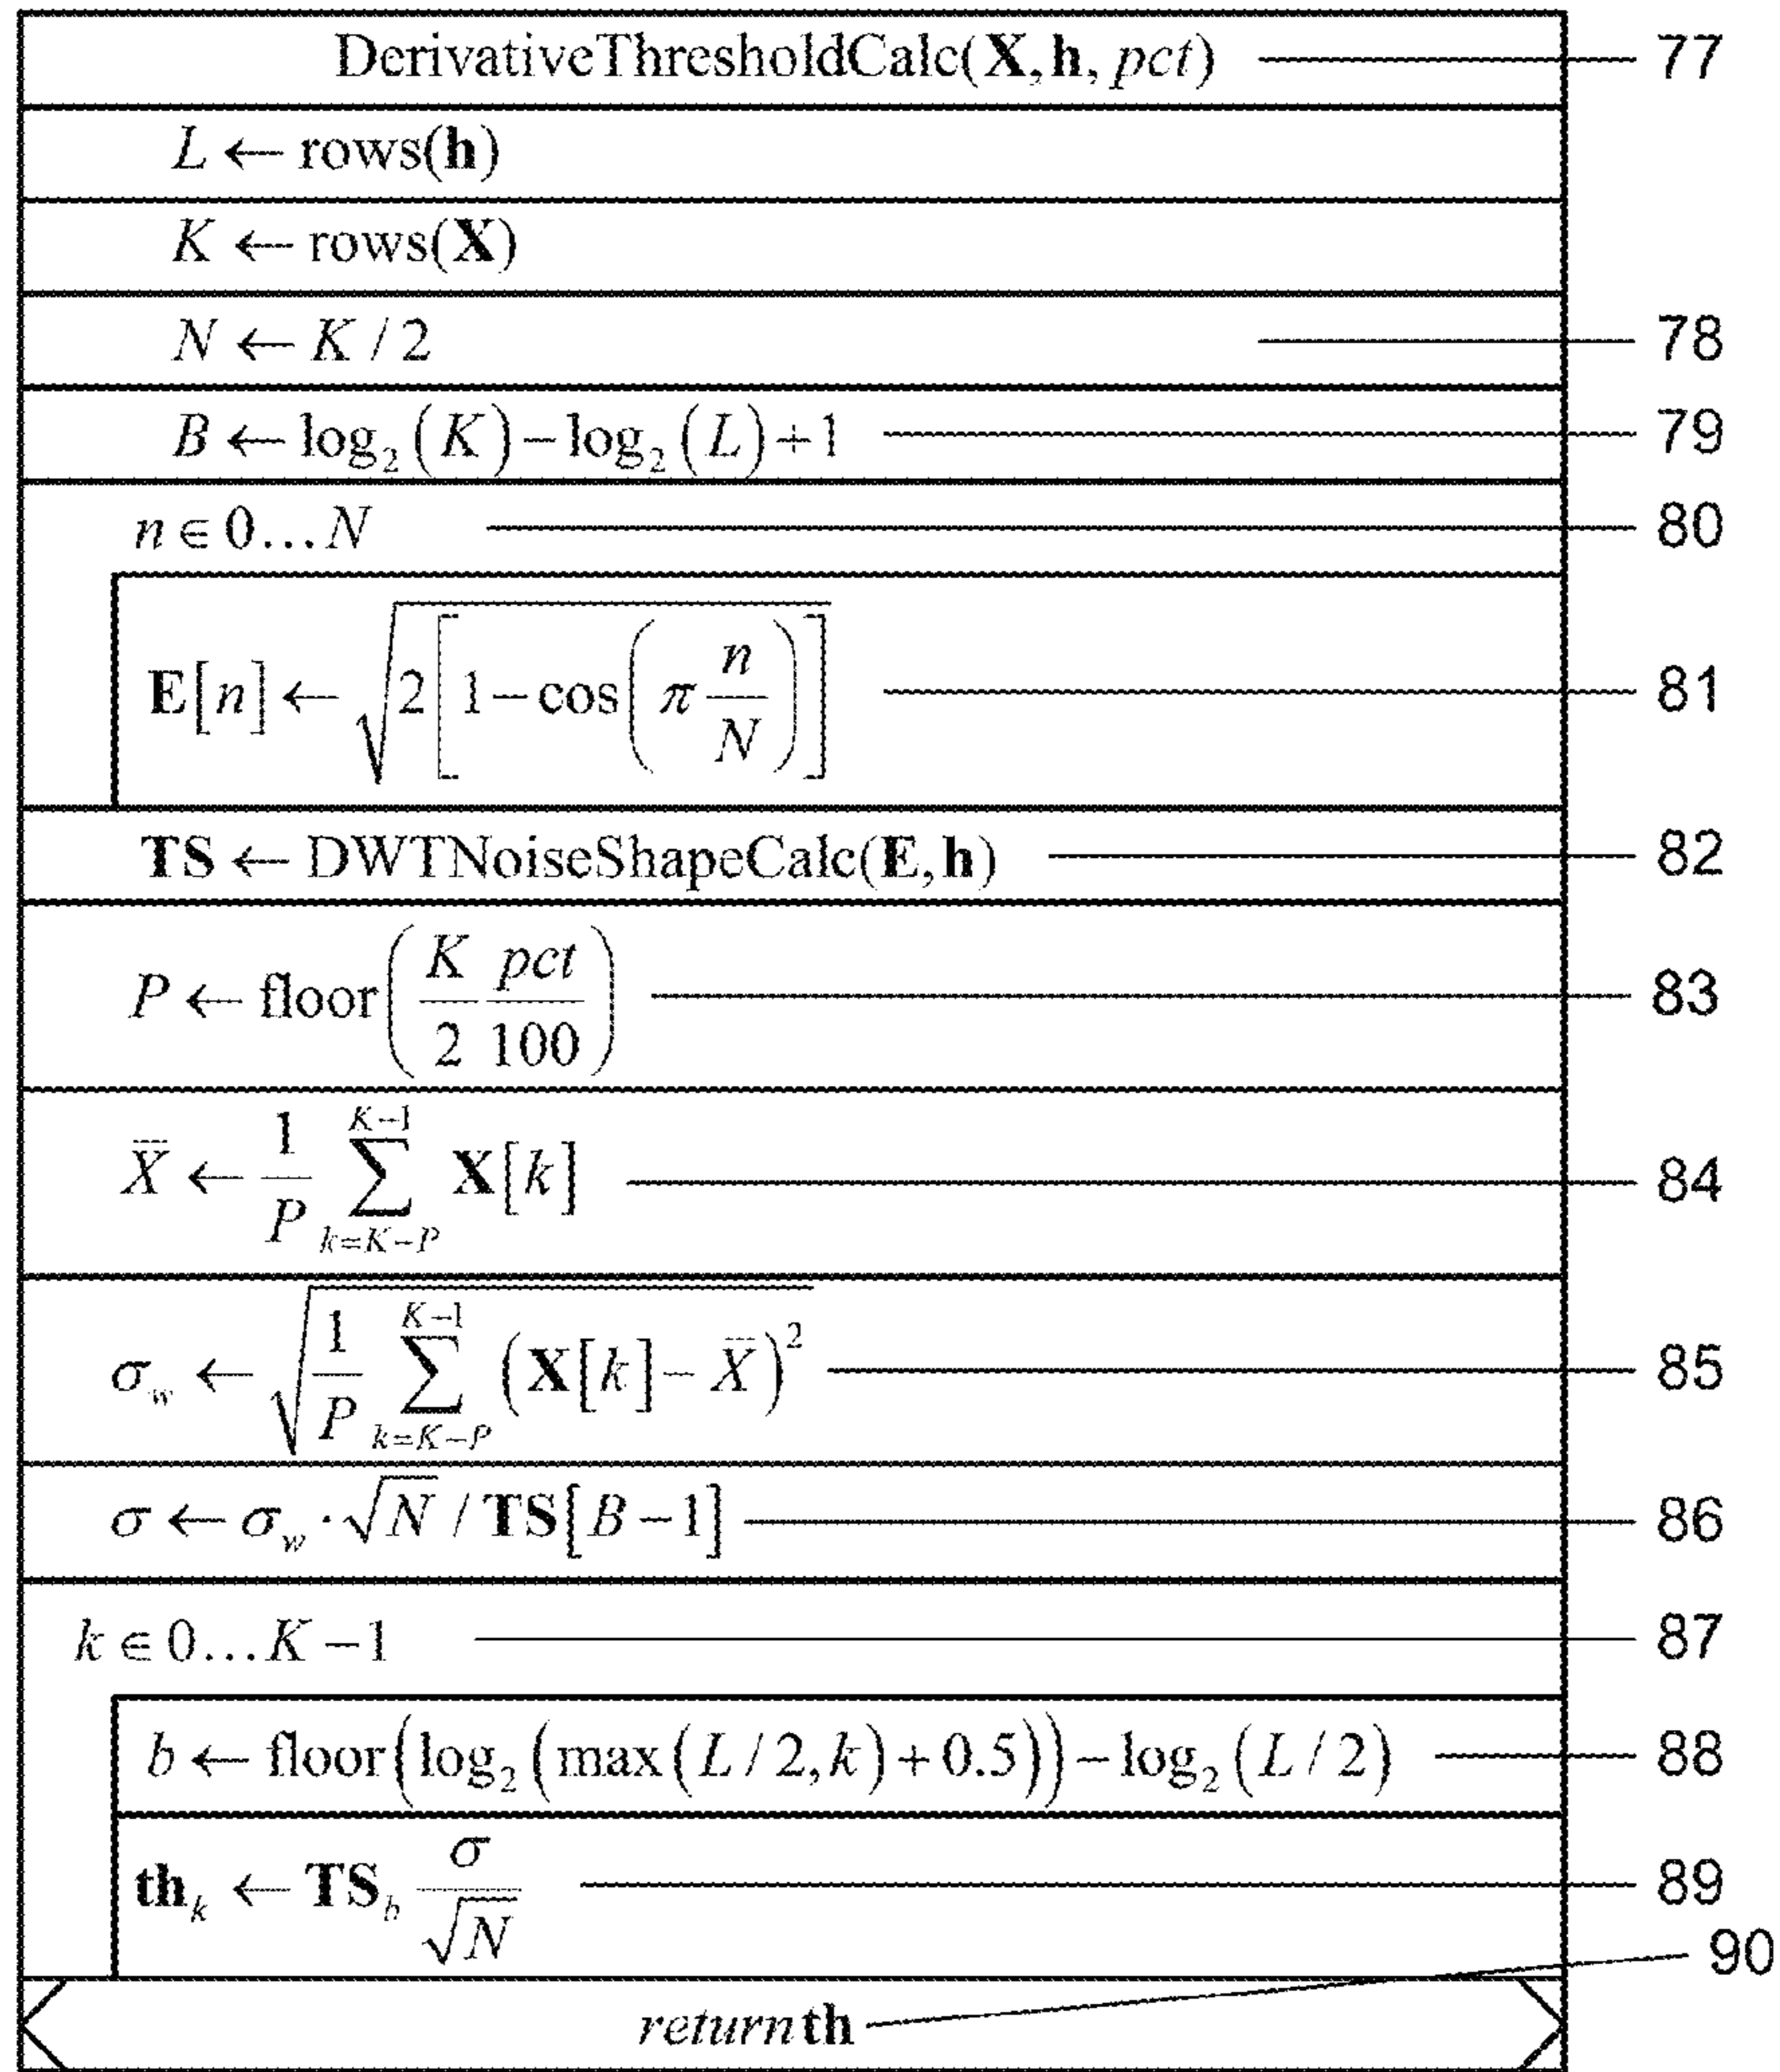 DerivativeThresholdCalc(X, h, pct) 77
L ← rows(h)
K ← rows(X)
N ← K / 2 78
B ← log₂(K) − log₂(L) + 1 79
n ∈ 0…N 80
E[n] ← √(2[1 − cos(π n/N)]) 81
TS ← DWTNoiseShapeCalc(E, h) 82
P ← floor(K/2 pct/100) 83
X̄ ← 1/P ∑_{k=K−P}^{K−1} X[k] 84
σ_w ← √(1/P ∑_{k=K−P}^{K−1} (X[k] − X̄)²) 85
σ ← σ_w · √N / TS[B − 1] 86
k ∈ 0…K − 1 87
b ← floor(log₂(max(L / 2, k) + 0.5)) − log₂(L / 2) 88
th_k ← TS_b σ/√N 89
90
return th